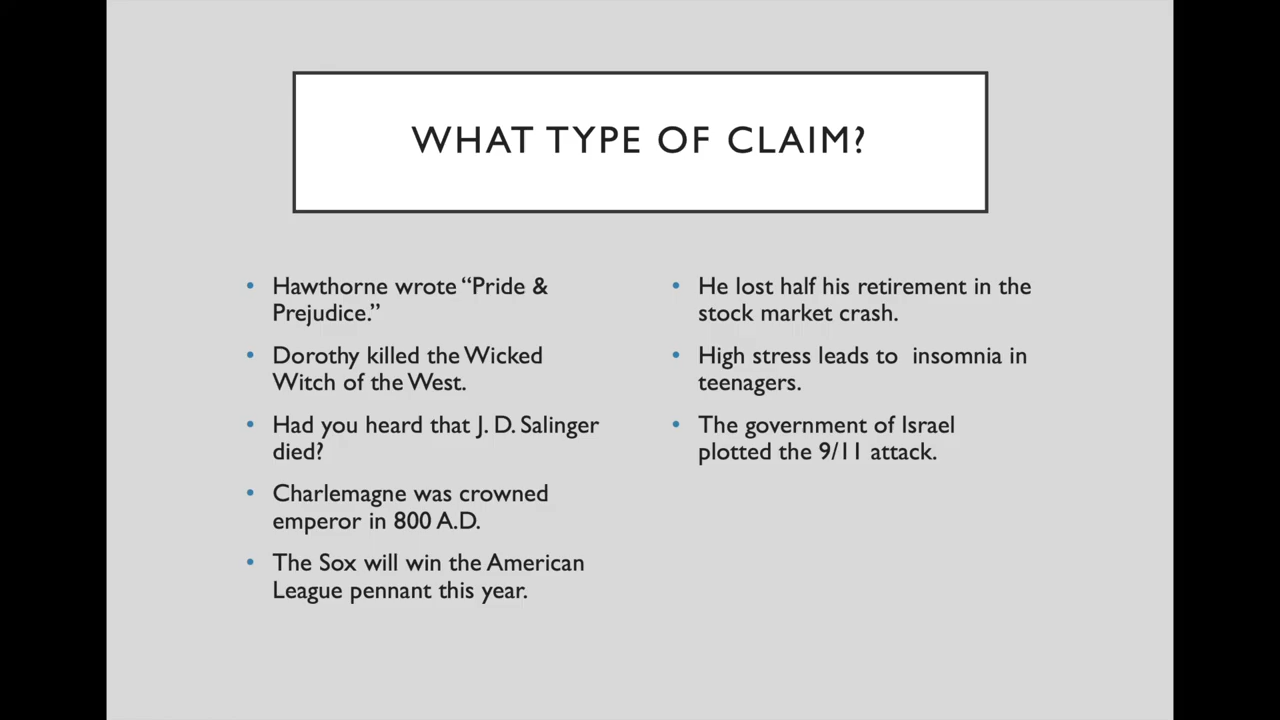 WHAT TYPE OF CLAIM?
• Hawthorne wrote “Pride &
Prejudice.”
• Dorothy killed the Wicked
Witch of the West.
• Had you heard that J. D. Salinger
died?
• Charlemagne was crowned
emperor in 800 A.D.
• The Sox will win the American
League pennant this year.
• He lost half his retirement in the
stock market crash.
• High stress leads to  insomnia in
teenagers.
• The government of Israel
plotted the 9/11 attack.